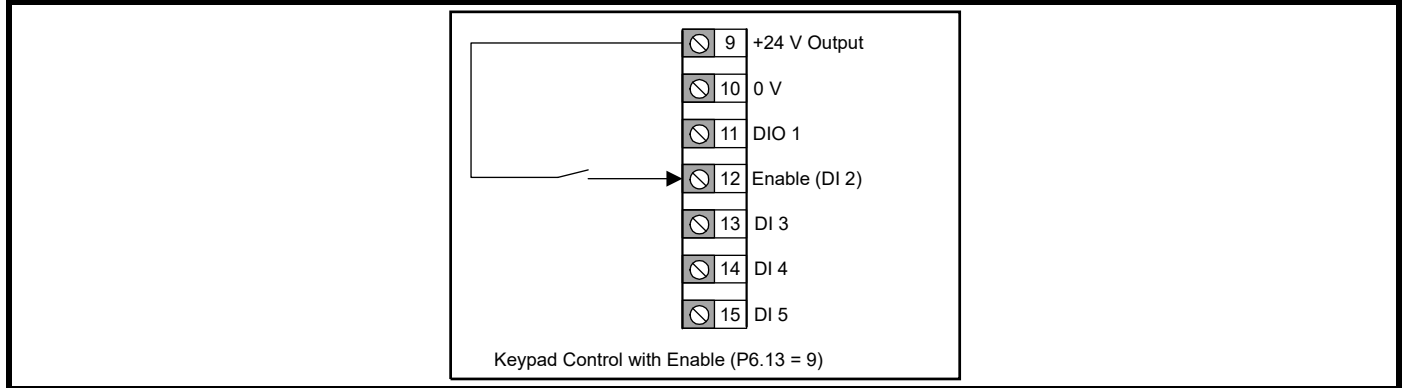 9 +24 V Output
10 0 V
11 DIO 1
12 Enable (DI 2)
13 DI 3
14 DI 4
15 DI 5
Keypad Control with Enable (P6.13 = 9)